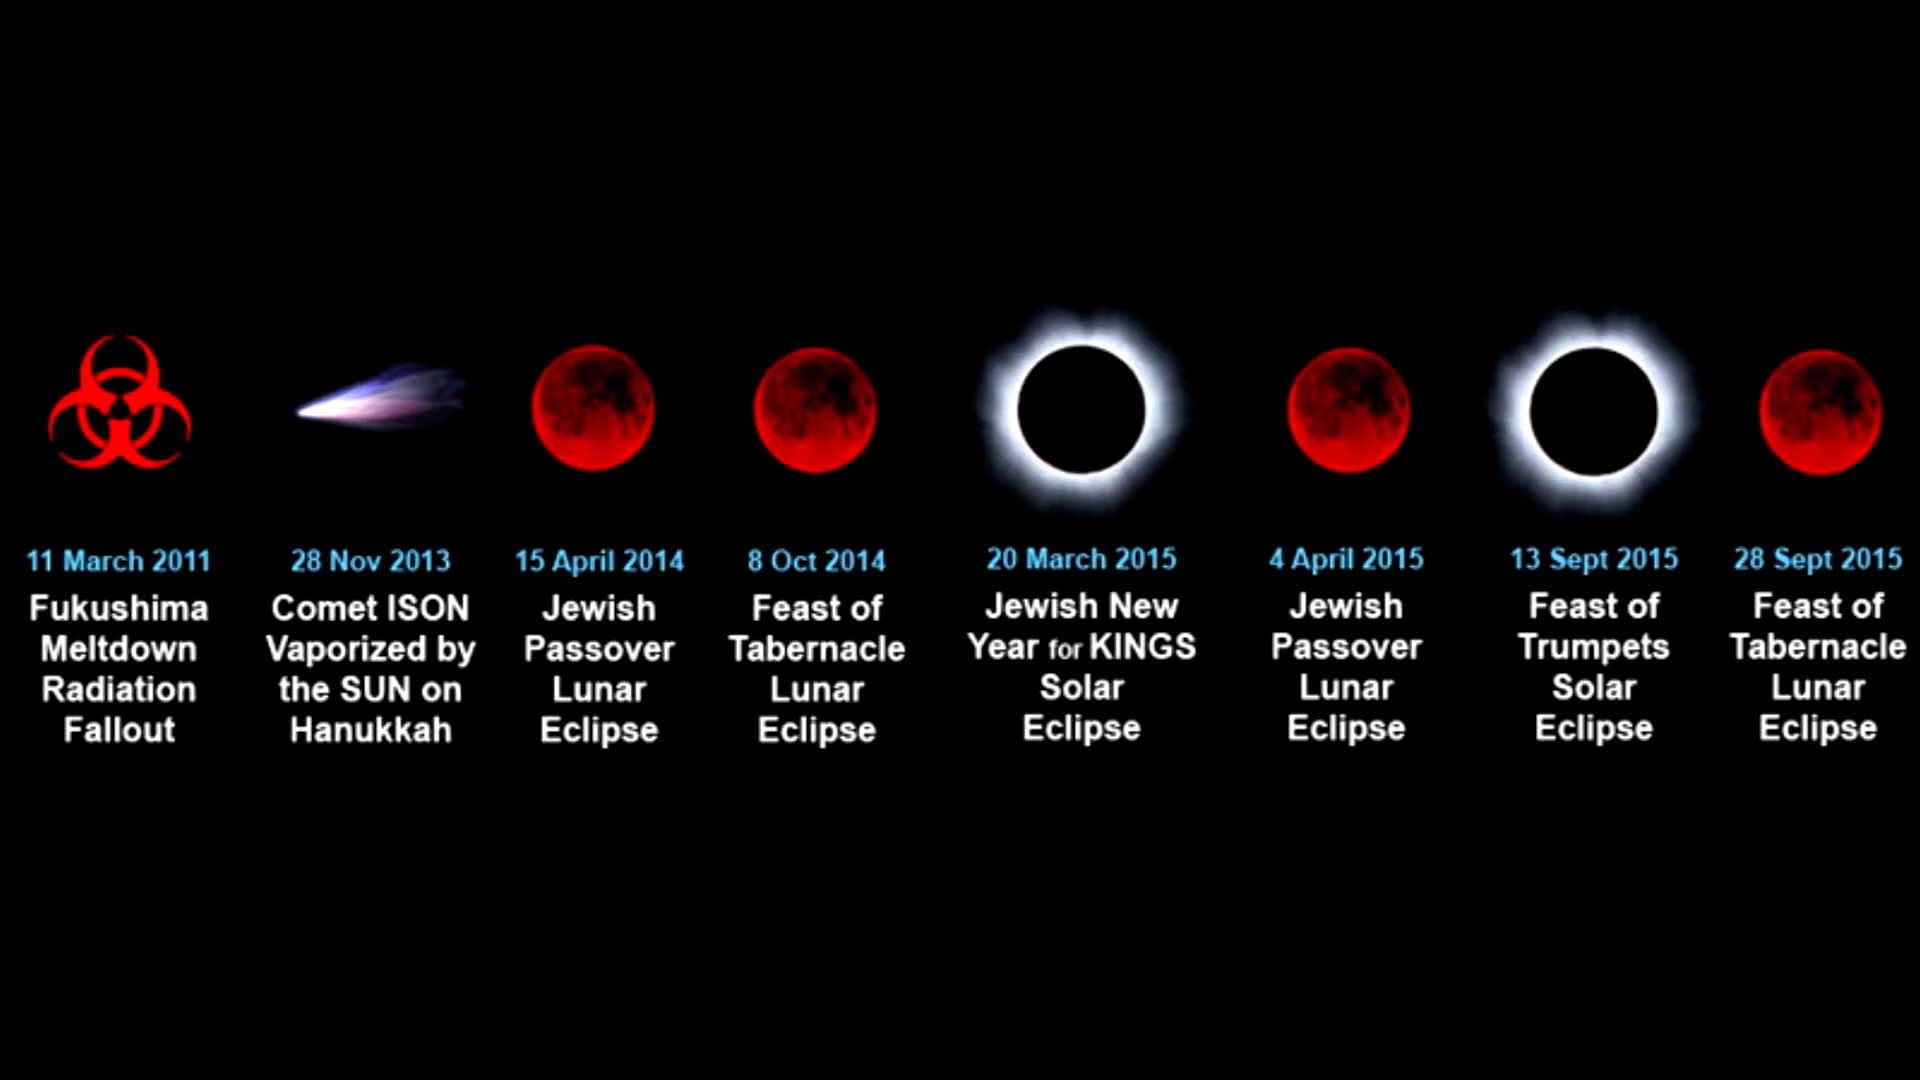 11 March 2011
Fukushima
Meltdown
Radiation
Fallout
28 Nov 2013
Comet ISON
Vaporized by
the SUN on
Hanukkah
15 April 2014
Jewish
Passover
Lunar
Eclipse
8 Oct 2014
Feast of
Tabernacle
Lunar
Eclipse
20 March 2015
Jewish New
Year for KINGS
Solar
Eclipse
4 April 2015
Jewish
Passover
Lunar
Eclipse
13 Sept 2015
Feast of
Trumpets
Solar
Eclipse
28 Sept 2015
Feast of
Tabernacle
Lunar
Eclipse